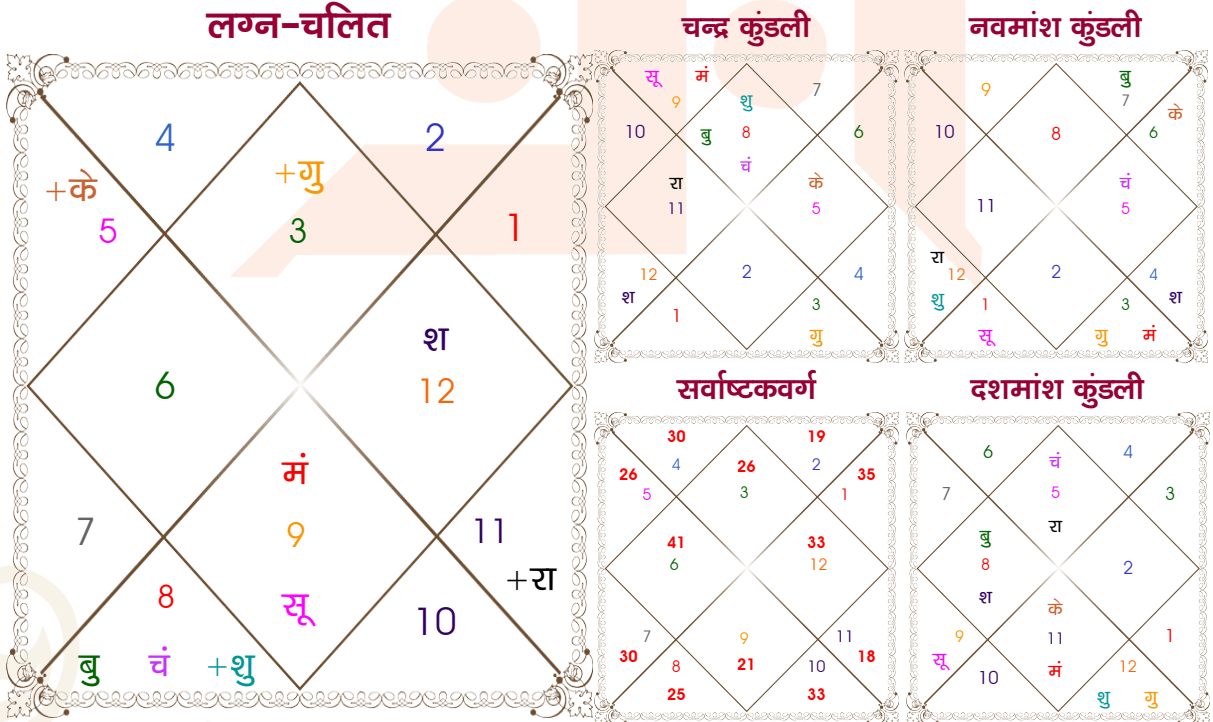 लग्न-चलित
4
2
+गु
+के
5
3
1
श
6
12
मं
7
9
11
+रा
8
सू
10
बु चं +शु
चन्द्र कुंडली
सू मं
7
9
शु
10
बु 8
6
चं
रा
के
11
5
12
2
4
श
3
1
गु
नवमांश कुंडली
बु
9
7
के
10
8
6
चं
11
5
रा
12
2
4
शु
1
3
श
सू
गु मं
सर्वाष्टकवर्ग
30
19
4
26
2
26
35
5
3
1
41
33
6
12
7
9
11
30
8
21
10
18
25
33
दशमांश कुंडली
6
चं
4
7
5
3
बु
रा
8
2
श
के
9
11
1
सू
10
मं
12
शु गु